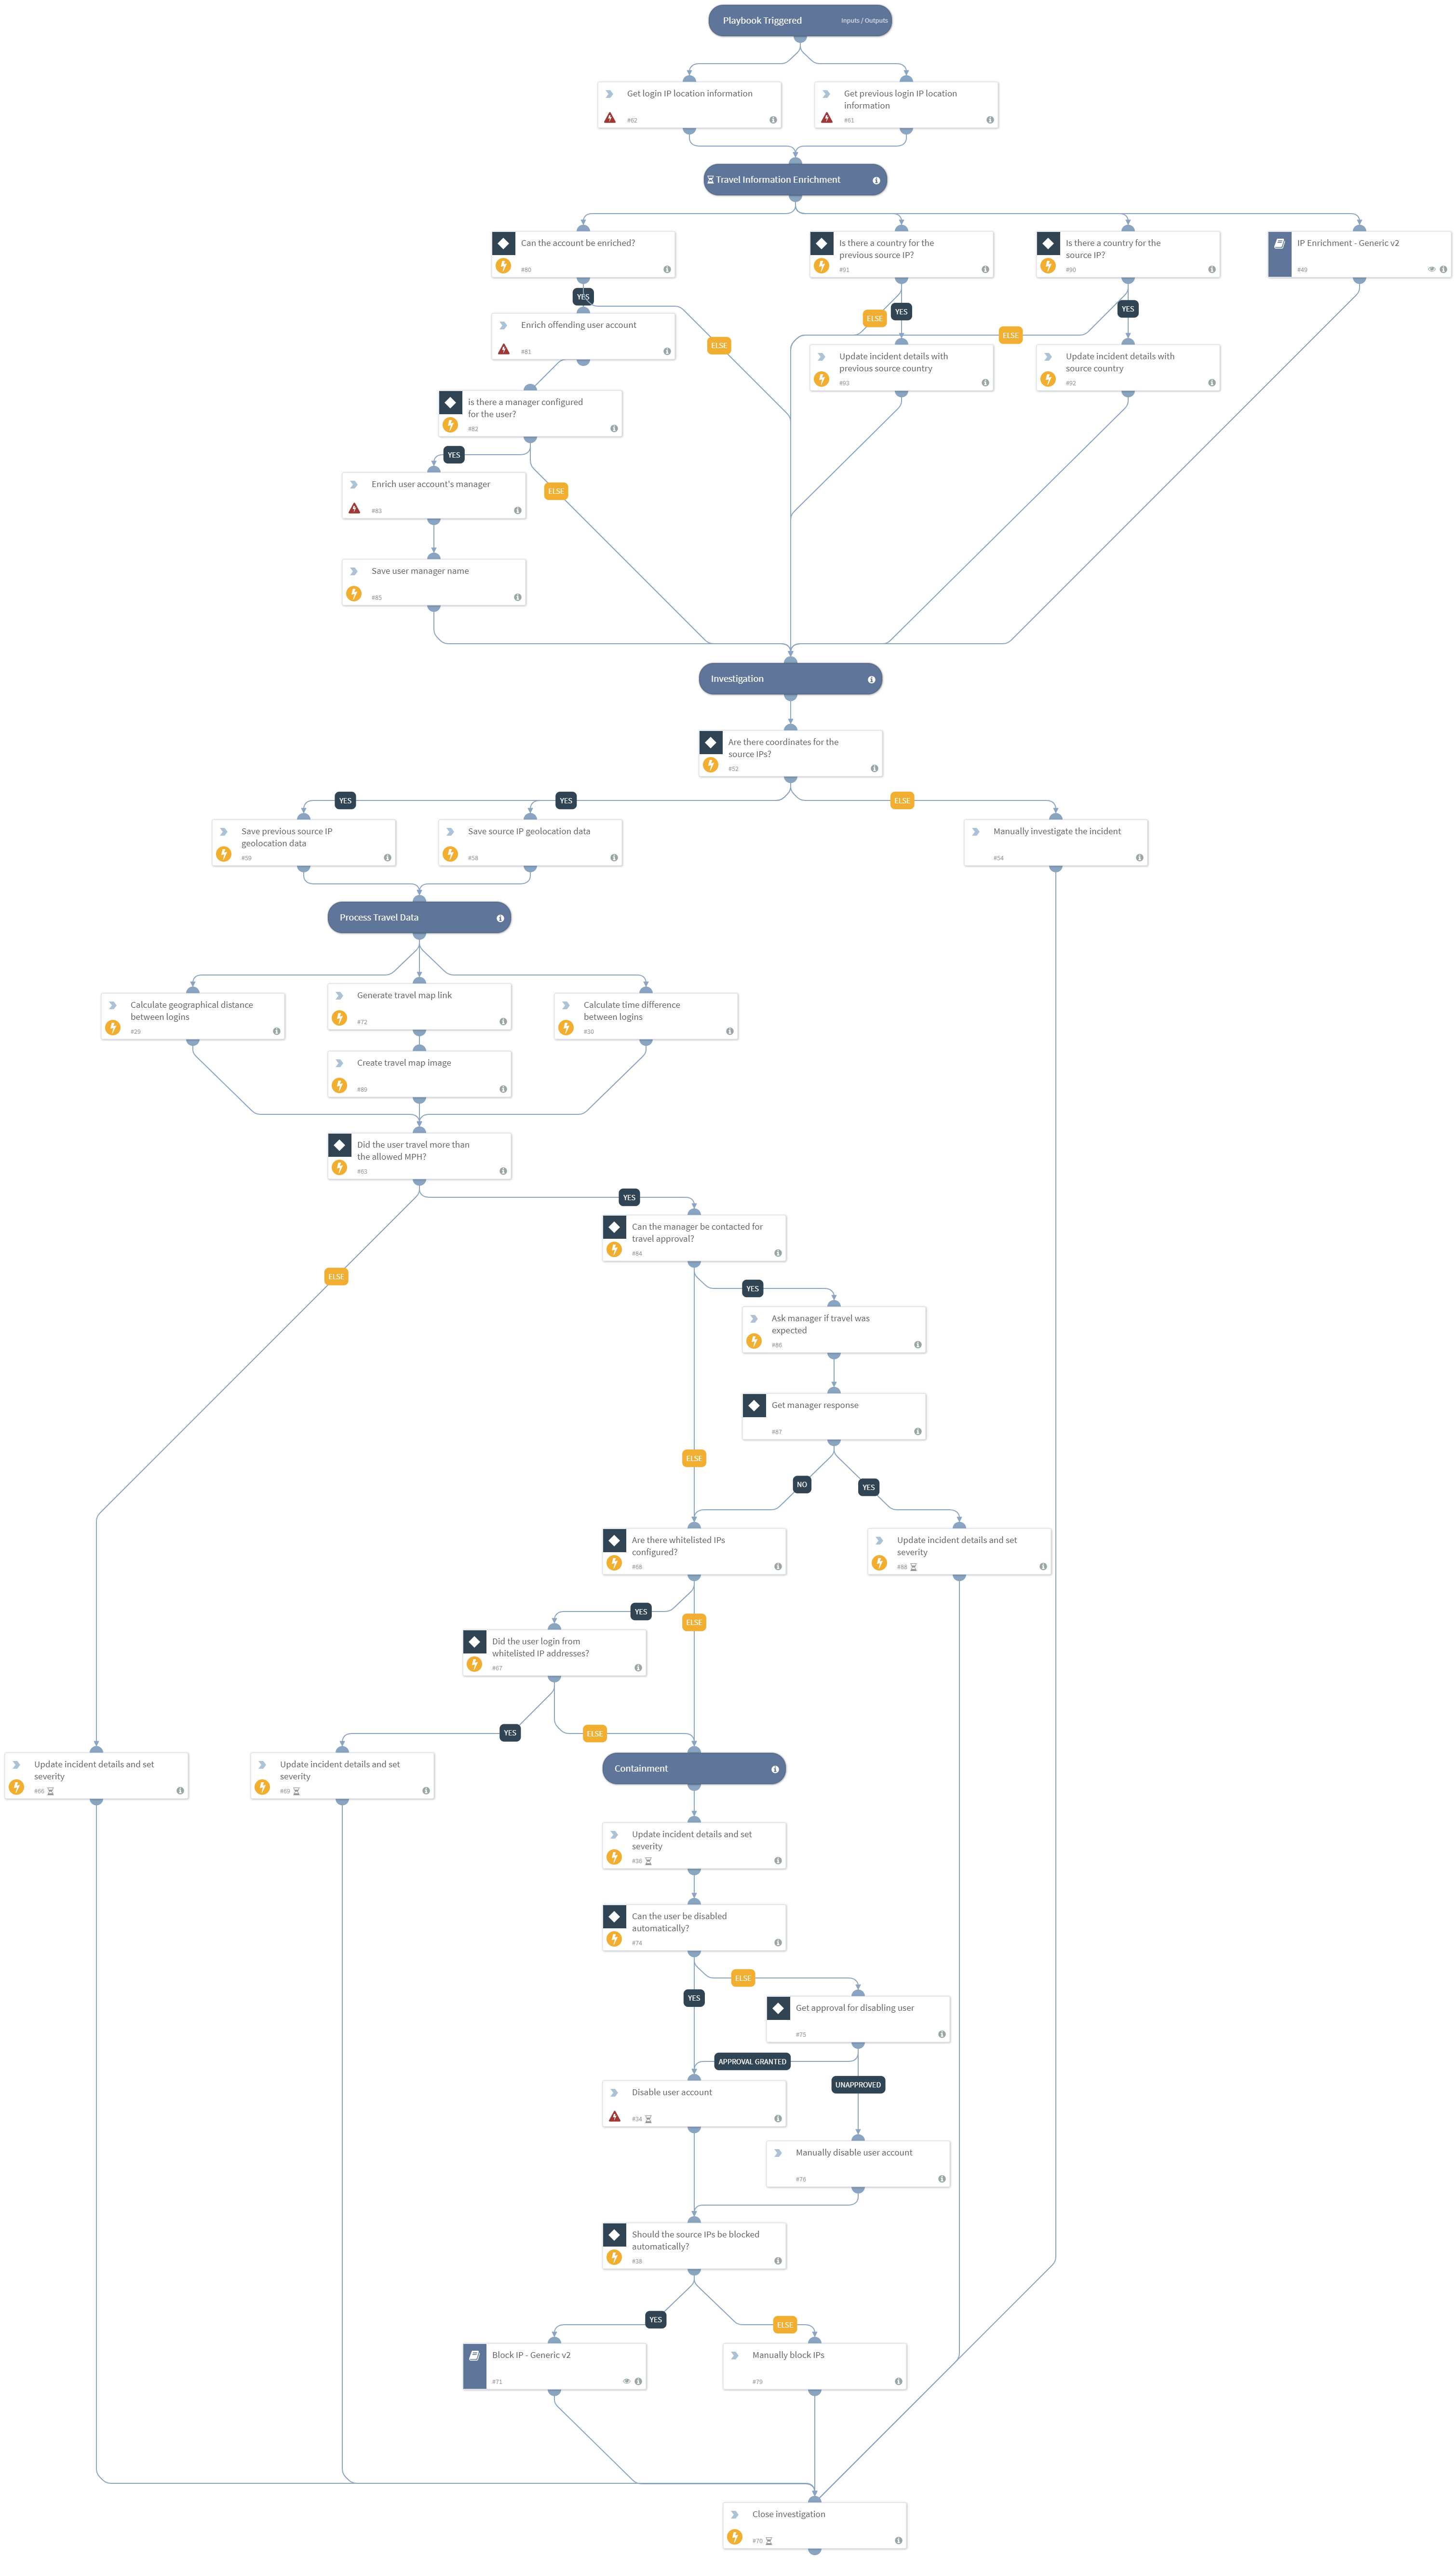 Playbook Triggered
Inputs / Outputs
Get login IP location information
#62
Get previous login IP location
information
#61
Travel Information Enrichment
Can the account be enriched?
#80
Is there a country for the
previous source IP?
#91
Is there a country for the
source IP?
#90
IP Enrichment - Generic v2
#49
YES
ELSE
YES
YES
Enrich offending user account
#81
ELSE
ELSE
Update incident details with
previous source country
#93
Update incident details with
source country
#92
is there a manager configured
for the user?
#82
YES
Enrich user account's manager
#83
ELSE
Save user manager name
#85
Investigation
Are there coordinates for the
source IPs?
#52
YES
YES
ELSE
Save previous source IP
geolocation data
#59
Save source IP geolocation data
#58
Manually investigate the incident
#54
Process Travel Data
Calculate geographical distance
between logins
#29
Generate travel map link
#72
Calculate time difference
between logins
#30
Create travel map image
#89
Did the user travel more than
the allowed MPH?
#63
YES
Can the manager be contacted for
travel approval?
#84
ELSE
YES
Ask manager if travel was
expected
#86
Get manager response
#87
ELSE
NO
YES
Are there whitelisted IPs
configured?
#68
Update incident details and set
severity
#88
YES
ELSE
Did the user login from
whitelisted IP addresses?
#67
YES
ELSE
Update incident details and set
severity
#66
Update incident details and set
severity
#69
Containment
Update incident details and set
severity
#36
Can the user be disabled
automatically?
#74
ELSE
YES
Get approval for disabling user
#75
APPROVAL GRANTED
UNAPPROVED
Disable user account
#34
Manually disable user account
#76
Should the source IPs be blocked
automatically?
#38
YES
ELSE
Block IP - Generic v2
#71
Manually block IPs
#79
Close investigation
#70